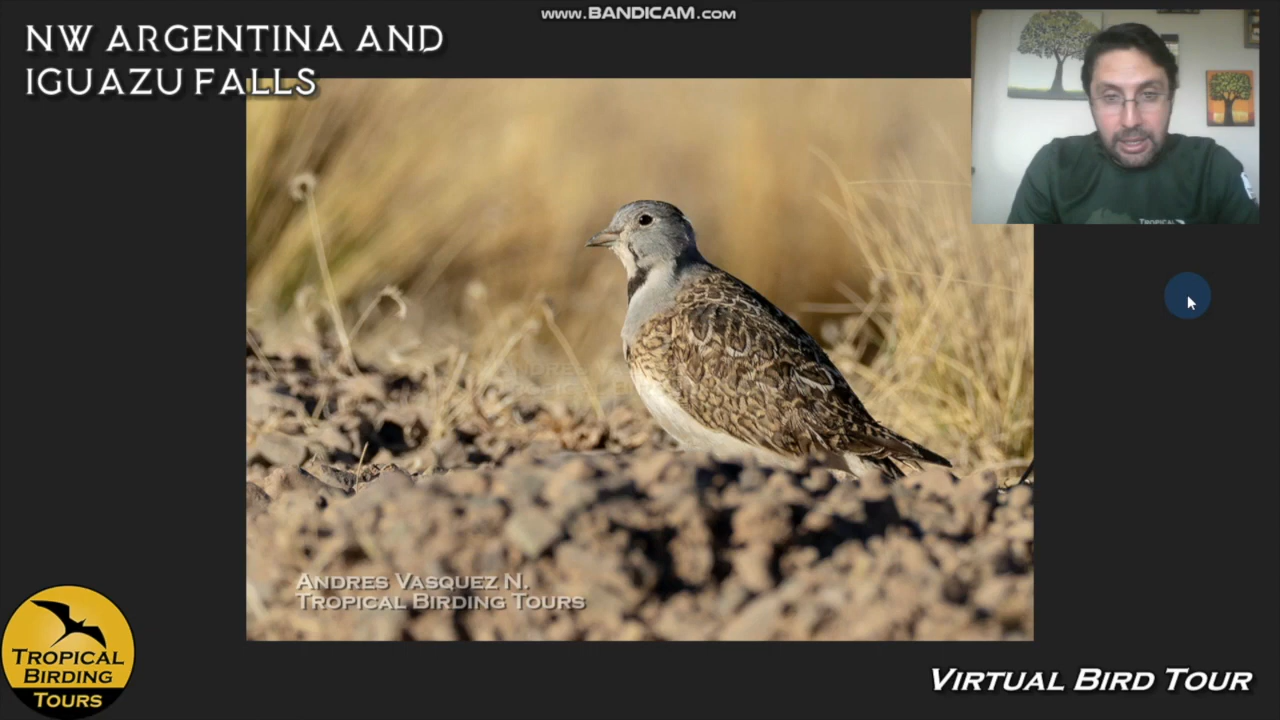 www.BANDICAM.com
NW ARGENTINA AND
IGUAZU FALLS
TROPICAL
ANDRES VASQUEZ N.
TROPICAL BIRDING TOURS
TROPICAL
BIRDING
TOURS
VIRTUAL BIRD TOUR